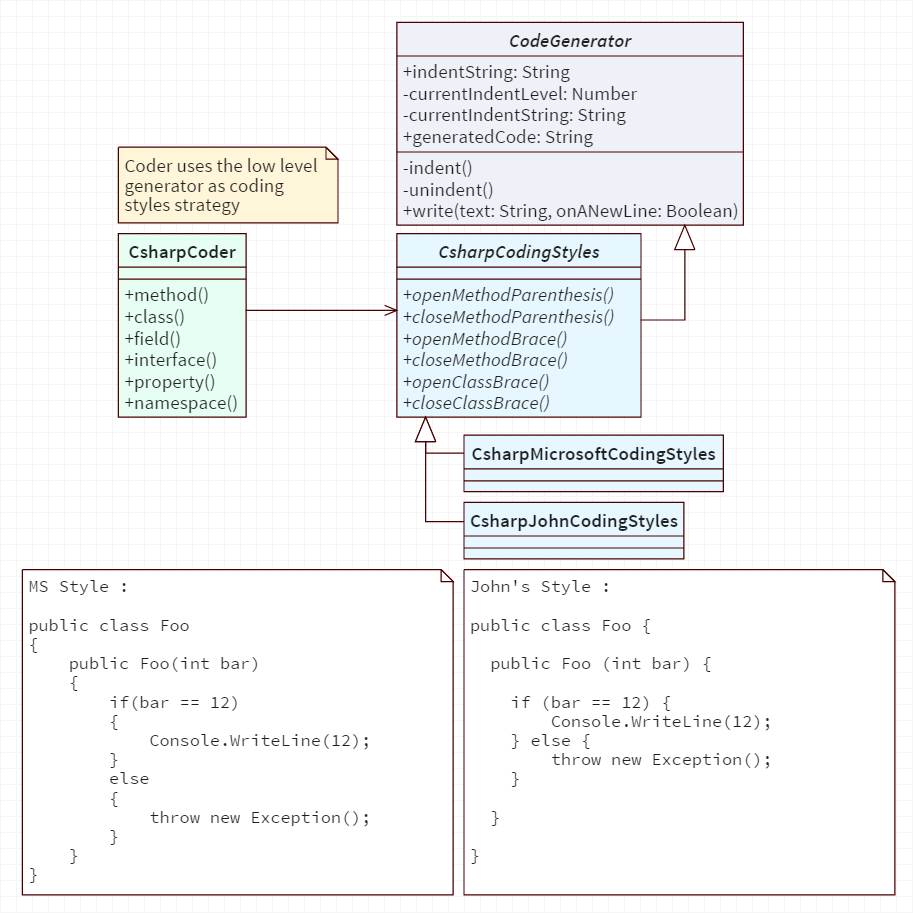 CodeGenerator
+indentString: String
-currentIndentLevel: Number
-currentIndentString: String
+generatedCode: String
-indent()
-unindent()
+write(text: String, onANewLine: Boolean)
Coder uses the low level
generator as coding
styles strategy
CsharpCoder
+method()
+class()
+field()
+interface()
+property()
+namespace()
CsharpCodingStyles
+openMethodParenthesis()
+closeMethodParenthesis()
+openMethodBrace()
+closeMethodBrace()
+openClassBrace()
+closeClassBrace()
CsharpMicrosoftCodingStyles
CsharpJohnCodingStyles
MS Style :
public class Foo
{
    public Foo(int bar)
    {
        if(bar == 12)
        {
            Console.WriteLine(12);
        }
        else
        {
            throw new Exception();
        }
    }
}
John's Style :
public class Foo {
  public Foo (int bar) {
    if (bar == 12) {
        Console.WriteLine(12);
    } else {
        throw new Exception();
    }
  }
}